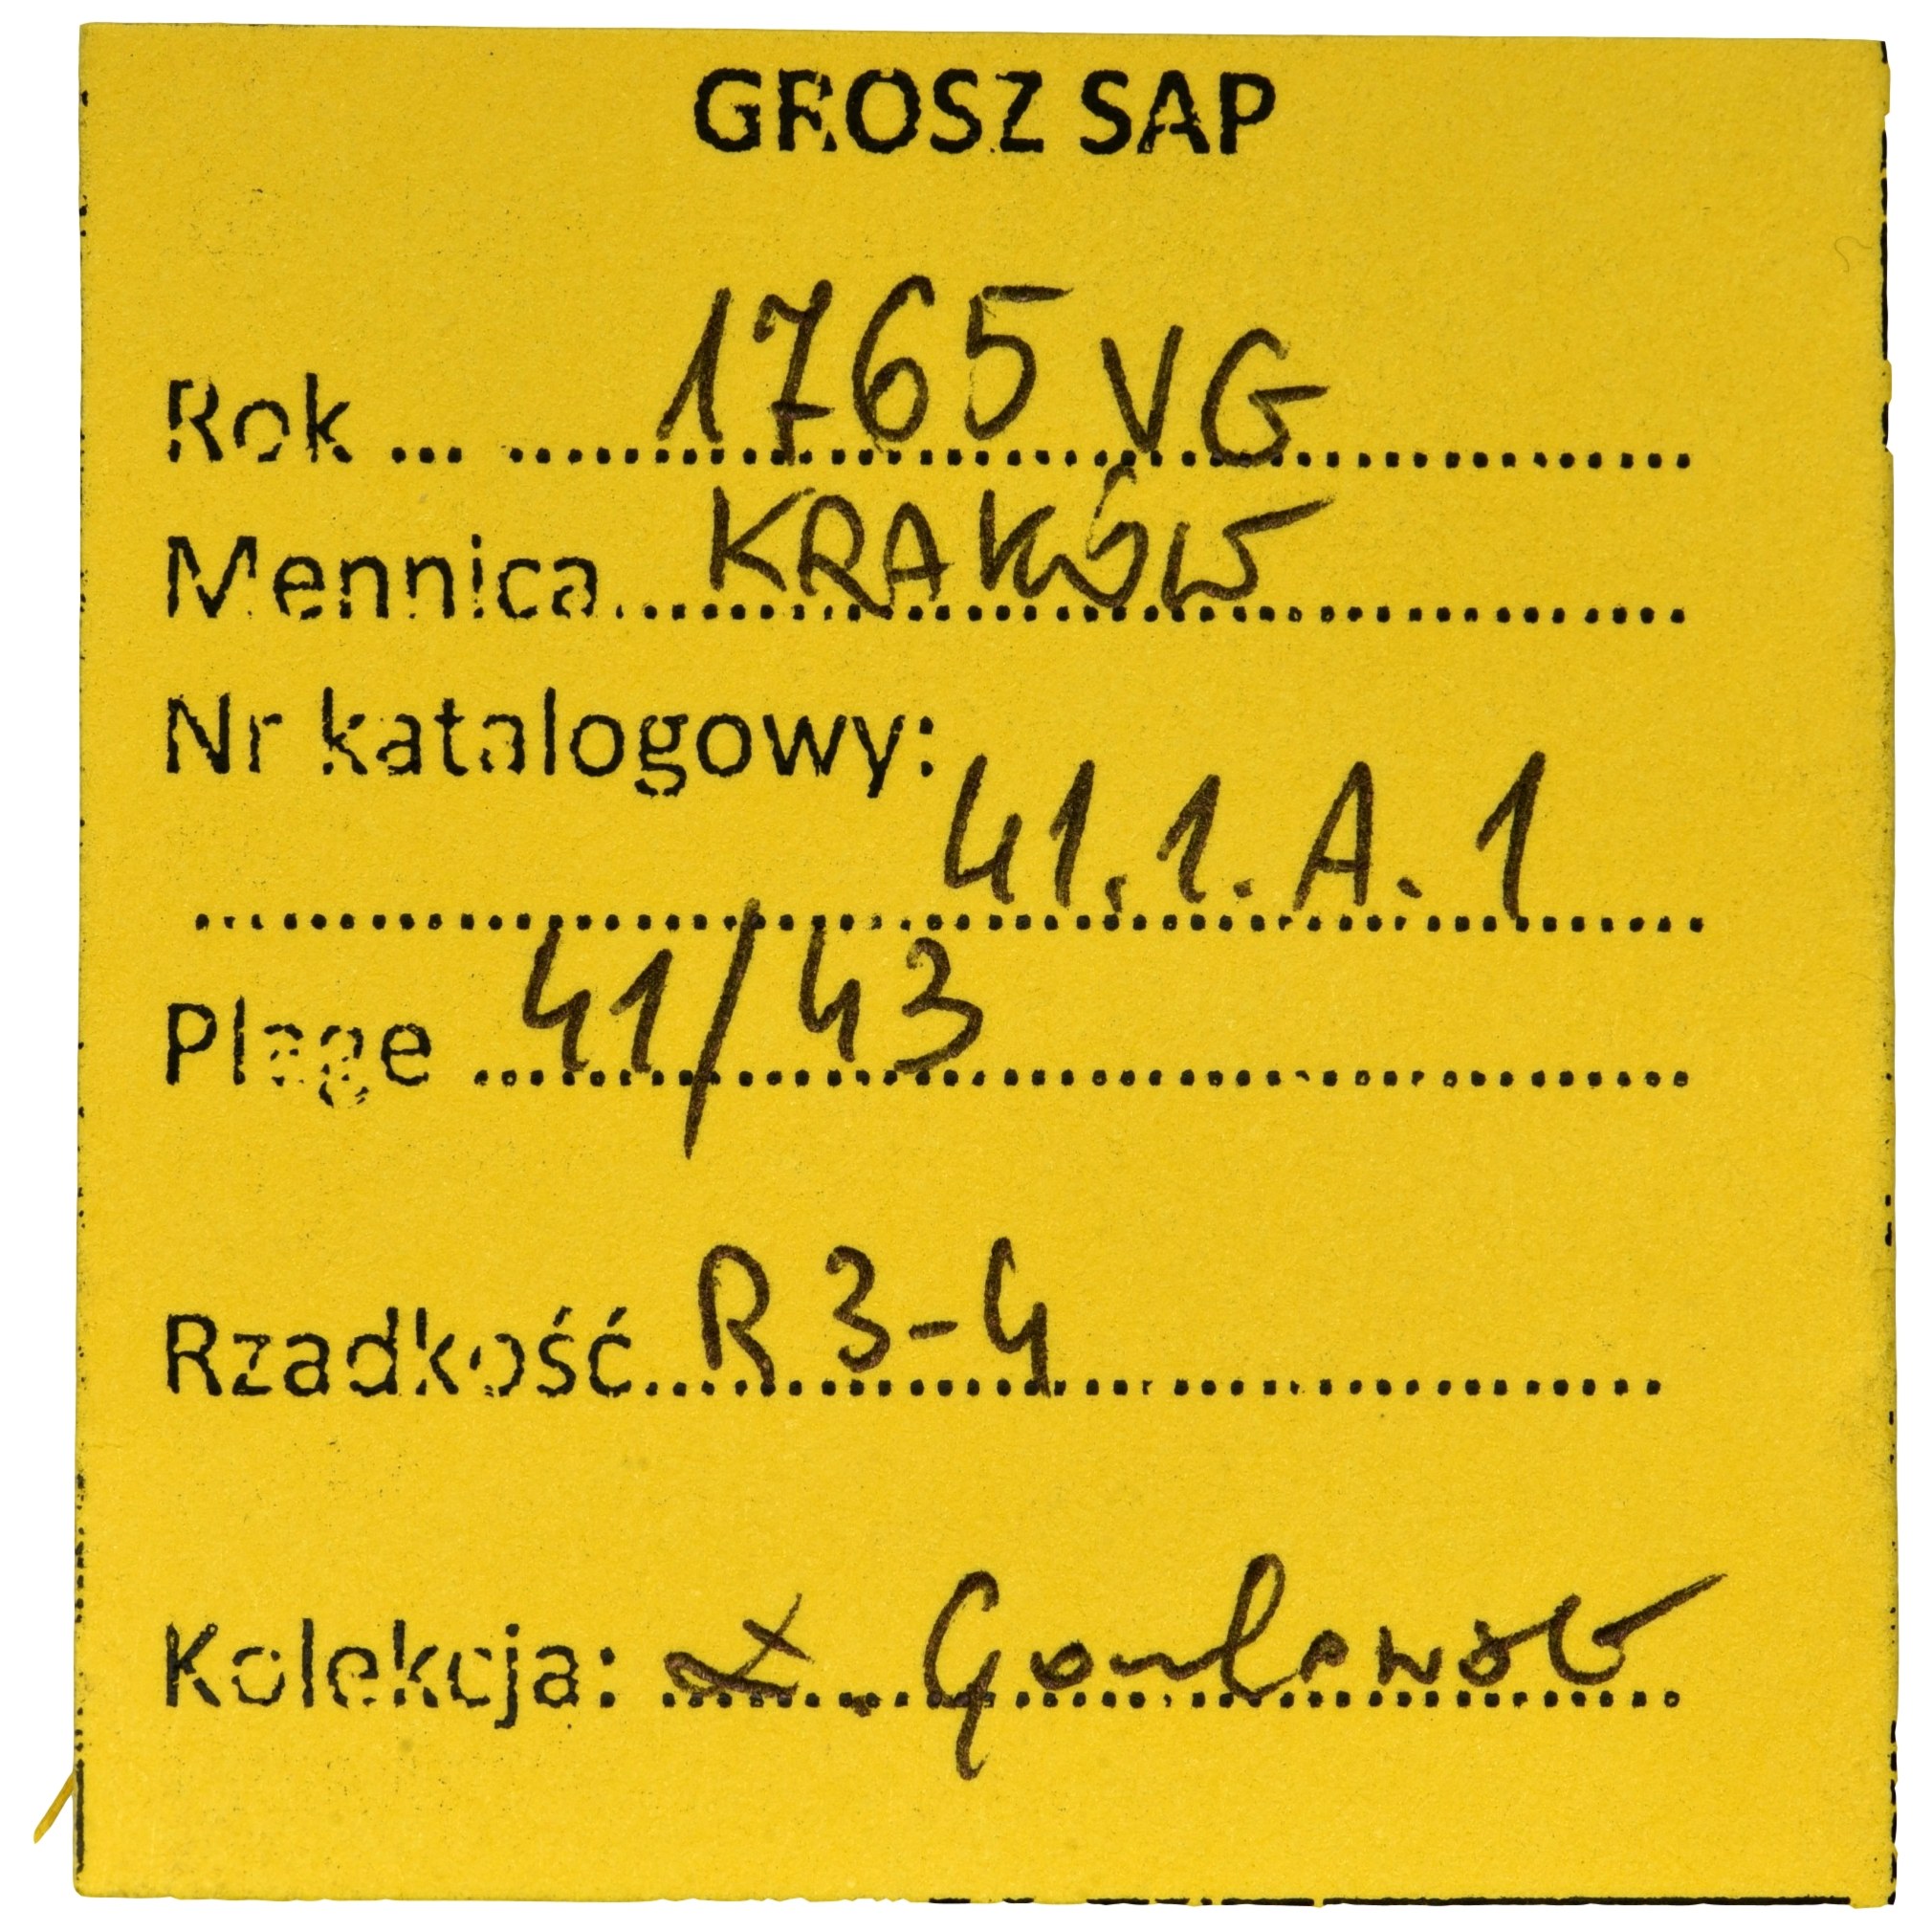 GROSZ SAP
Rok ... .......... 1765 VG
Mennica.......... KRAKÓW
Nr katalogowy:
41.1.A.1
Plage .......... 41/43
Rzadkość.......... R 3-4
Kolekcja: